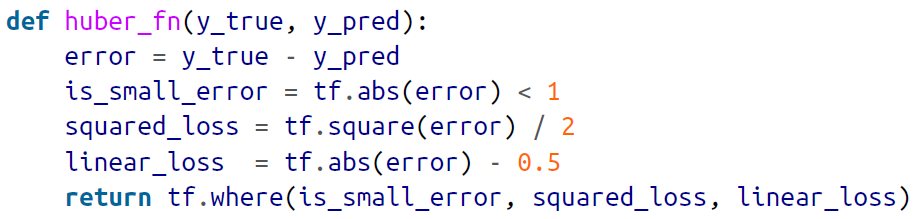 def huber_fn(y_true, y_pred):
    error = y_true - y_pred
    is_small_error = tf.abs(error) < 1
    squared_loss = tf.square(error) / 2
    linear_loss  = tf.abs(error) - 0.5
    return tf.where(is_small_error, squared_loss, linear_loss)